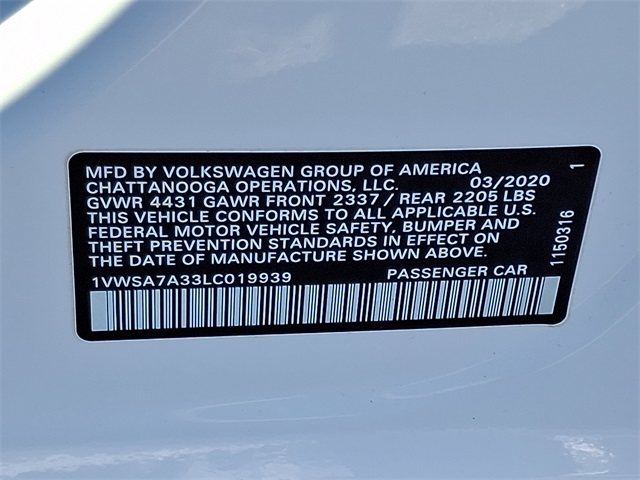 MFD BY VOLKSWAGEN GROUP OF AMERICA
CHATTANOOGA OPERATIONS, LLC. 03/2020
GVWR 4431 GAWR FRONT 2337 / REAR 2205 LBS
THIS VEHICLE CONFORMS TO ALL APPLICABLE U.S.
FEDERAL MOTOR VEHICLE SAFETY, BUMPER AND
THEFT PREVENTION STANDARDS IN EFFECT ON
THE DATE OF MANUFACTURE SHOWN ABOVE.
1VWSA7A33LC019939 PASSENGER CAR
1150316 1